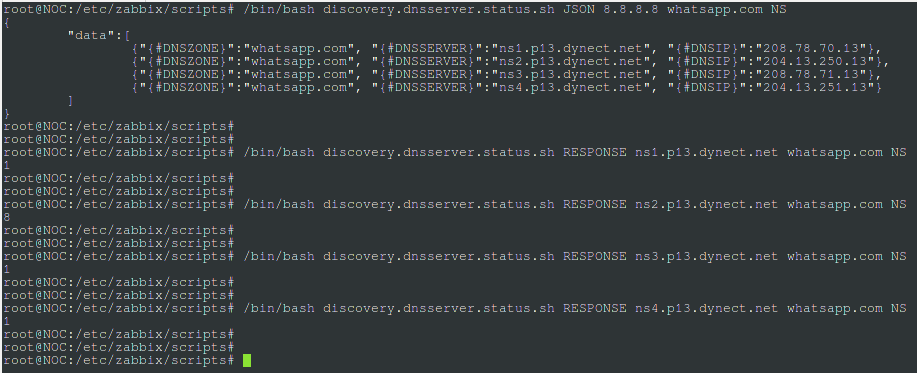 root@NOC:/etc/zabbix/scripts# /bin/bash discovery.dnsserver.status.sh JSON 8.8.8.8 whatsapp.com NS
{
        "data":[
                {"{#DNSZONE}":"whatsapp.com", "{#DNSSERVER}":"ns1.p13.dynect.net", "{#DNSIP}":"208.78.70.13"},
                {"{#DNSZONE}":"whatsapp.com", "{#DNSSERVER}":"ns2.p13.dynect.net", "{#DNSIP}":"204.13.250.13"},
                {"{#DNSZONE}":"whatsapp.com", "{#DNSSERVER}":"ns3.p13.dynect.net", "{#DNSIP}":"208.78.71.13"},
                {"{#DNSZONE}":"whatsapp.com", "{#DNSSERVER}":"ns4.p13.dynect.net", "{#DNSIP}":"204.13.251.13"}
        ]
}
root@NOC:/etc/zabbix/scripts#
root@NOC:/etc/zabbix/scripts#
root@NOC:/etc/zabbix/scripts# /bin/bash discovery.dnsserver.status.sh RESPONSE ns1.p13.dynect.net whatsapp.com NS
1
root@NOC:/etc/zabbix/scripts#
root@NOC:/etc/zabbix/scripts#
root@NOC:/etc/zabbix/scripts# /bin/bash discovery.dnsserver.status.sh RESPONSE ns2.p13.dynect.net whatsapp.com NS
8
root@NOC:/etc/zabbix/scripts#
root@NOC:/etc/zabbix/scripts#
root@NOC:/etc/zabbix/scripts# /bin/bash discovery.dnsserver.status.sh RESPONSE ns3.p13.dynect.net whatsapp.com NS
1
root@NOC:/etc/zabbix/scripts#
root@NOC:/etc/zabbix/scripts#
root@NOC:/etc/zabbix/scripts# /bin/bash discovery.dnsserver.status.sh RESPONSE ns4.p13.dynect.net whatsapp.com NS
1
root@NOC:/etc/zabbix/scripts#
root@NOC:/etc/zabbix/scripts#
root@NOC:/etc/zabbix/scripts#